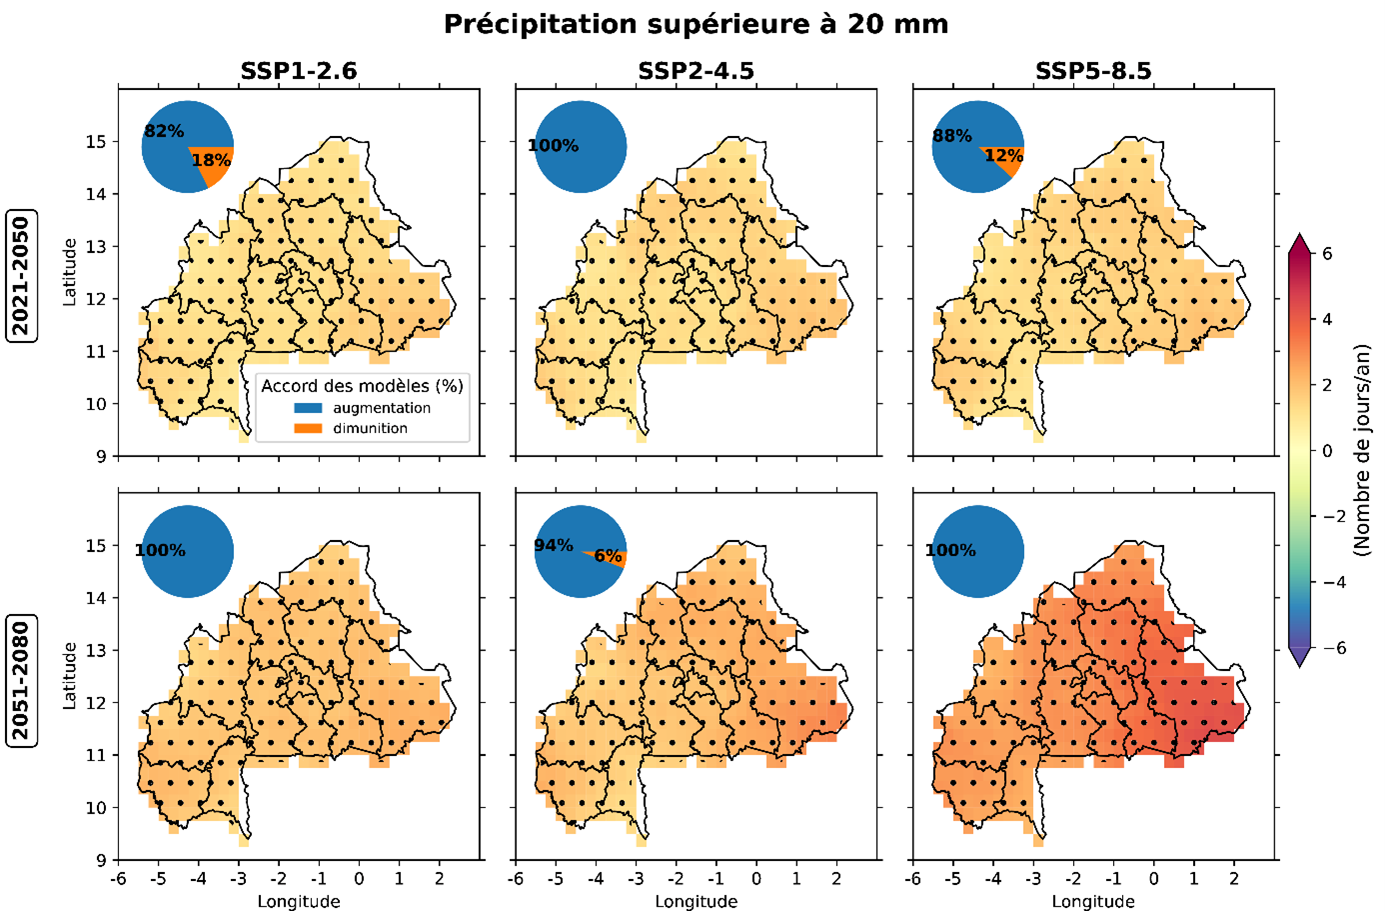 Précipitation supérieure à 20 mm
SSP1-2.6
SSP2-4.5
SSP5-8.5
2021-2050
Latitude
15
14
13
12
11
10
9
82%
18%
100%
88%
12%
Accord des modèles (%)
augmentation
dimunition
2051-2080
Latitude
15
14
13
12
11
10
9
100%
94%
6%
100%
-6 -5 -4 -3 -2 -1 0 1 2
-6 -5 -4 -3 -2 -1 0 1 2
-6 -5 -4 -3 -2 -1 0 1 2
Longitude
Longitude
Longitude
6
4
2
0
−2
−4
−6
(Nombre de jours/an)